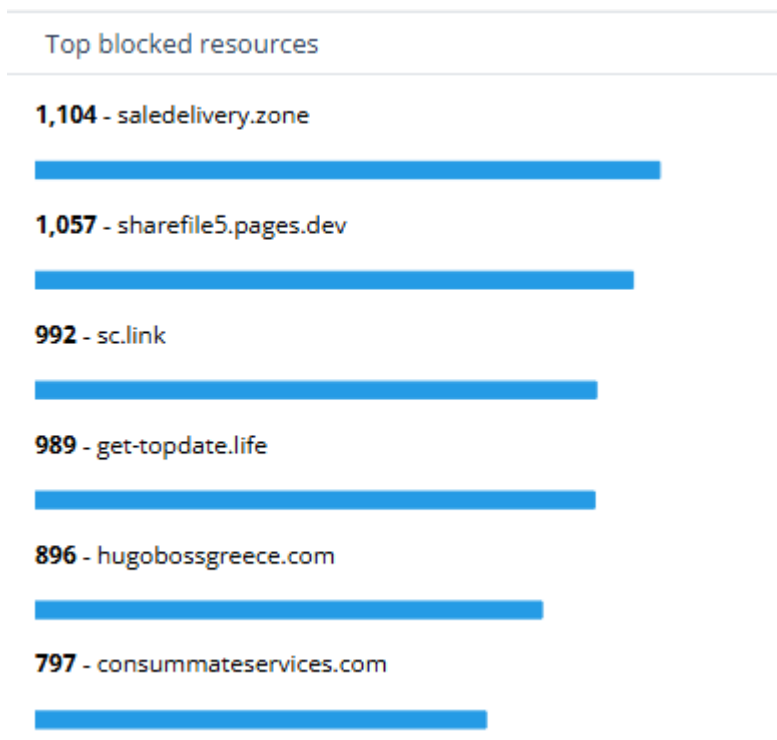 Top blocked resources
1,104 - saledelivery.zone
1,057 - sharefile5.pages.dev
992 - sc.link
989 - get-topdate.life
896 - hugobossgreece.com
797 - consummateservices.com